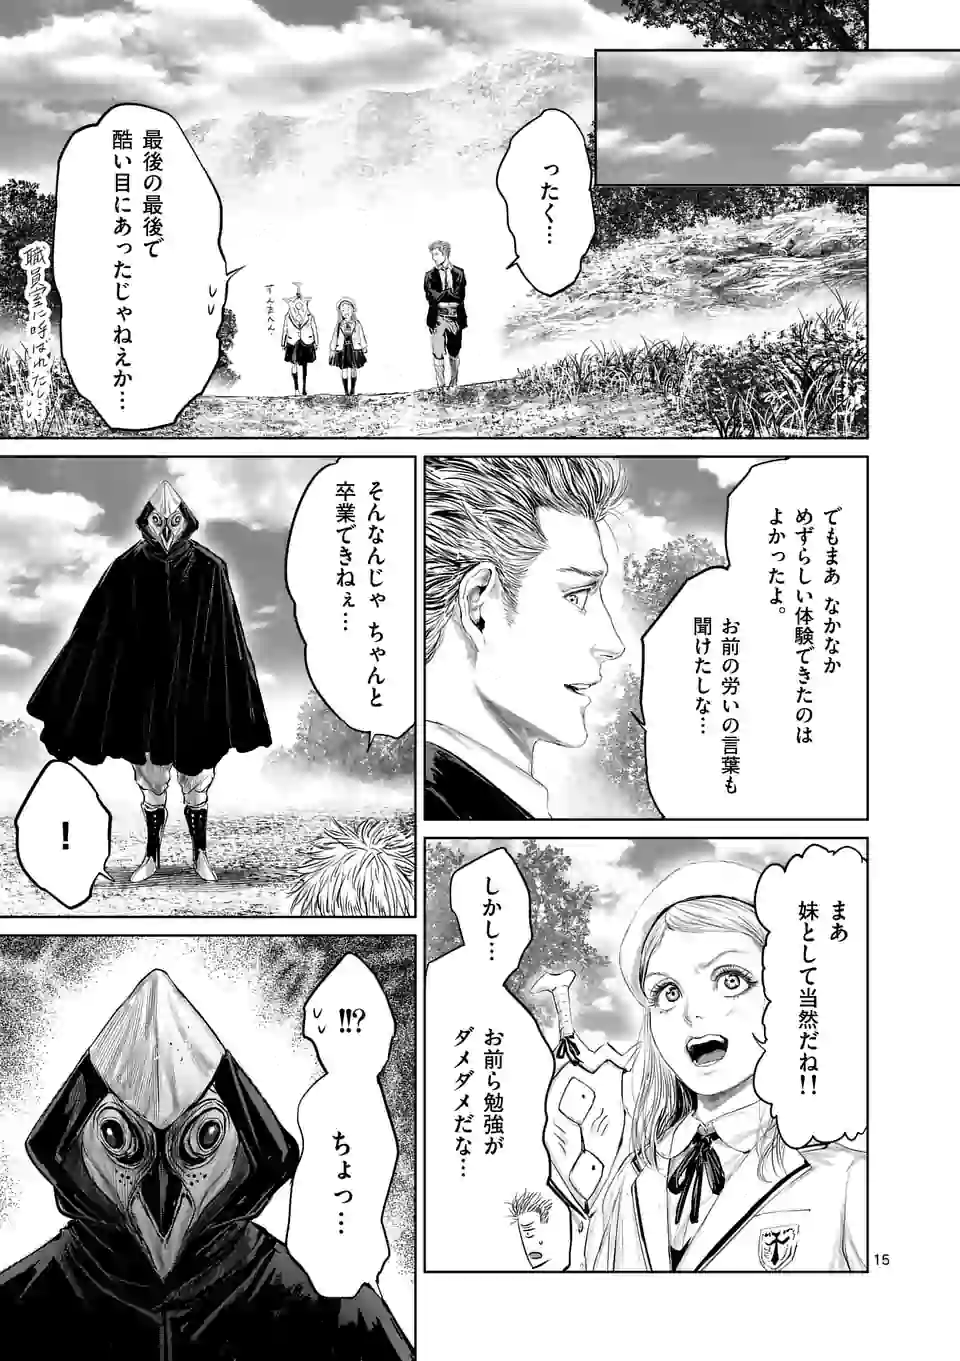 ったく…
最後の最後で
酷い目にあったじゃねえか…
すんません
職員室に呼ばれたし…
でもまあ なかなか
めずらしい体験できたのは
よかったよ。
お前の労いの言葉も
聞けたしな…
そんなんじゃ ちゃんと
卒業できねぇ…
！
まぁ
妹として当然だね!!
しかし…
お前ら勉強が
ダメダメだな…
!!?
ちょっ…
15